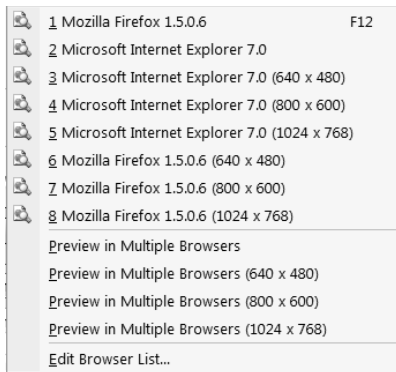 1 Mozilla Firefox 1.5.0.6 F12
2 Microsoft Internet Explorer 7.0
3 Microsoft Internet Explorer 7.0 (640 x 480)
4 Microsoft Internet Explorer 7.0 (800 x 600)
5 Microsoft Internet Explorer 7.0 (1024 x 768)
6 Mozilla Firefox 1.5.0.6 (640 x 480)
7 Mozilla Firefox 1.5.0.6 (800 x 600)
8 Mozilla Firefox 1.5.0.6 (1024 x 768)
Preview in Multiple Browsers
Preview in Multiple Browsers (640 x 480)
Preview in Multiple Browsers (800 x 600)
Preview in Multiple Browsers (1024 x 768)
Edit Browser List...